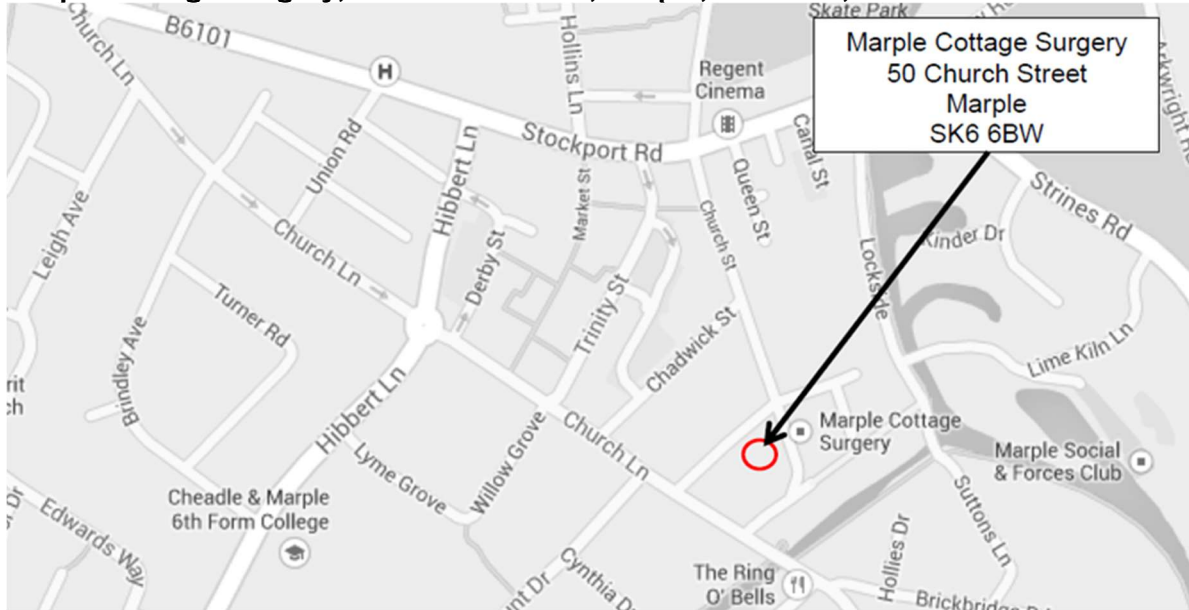 Church Ln
B6101
H
Hollins Ln
Skate Park
Regent
Cinema
Marple Cottage Surgery
50 Church Street
Marple
SK6 6BW
Arkwright
Stockport Rd
Union Rd
Hibbert Ln
Market St
Queen St
Canal St
Strines Rd
Leigh Ave
Church Ln
Derby St
Church St
Kinder Dr
Lockside
Turner Rd
Trinity St
Chadwick St
Lime Kiln Ln
Brindley Ave
Hibbert Ln
Willow Grove
Church Ln
Marple Cottage
Surgery
Marple Social
& Forces Club
Lyme Grove
Cheadle & Marple
6th Form College
Suttons Ln
Edwards Way
Cynthia Dr
The Ring
O' Bells
Hollies Dr
Brickbridge